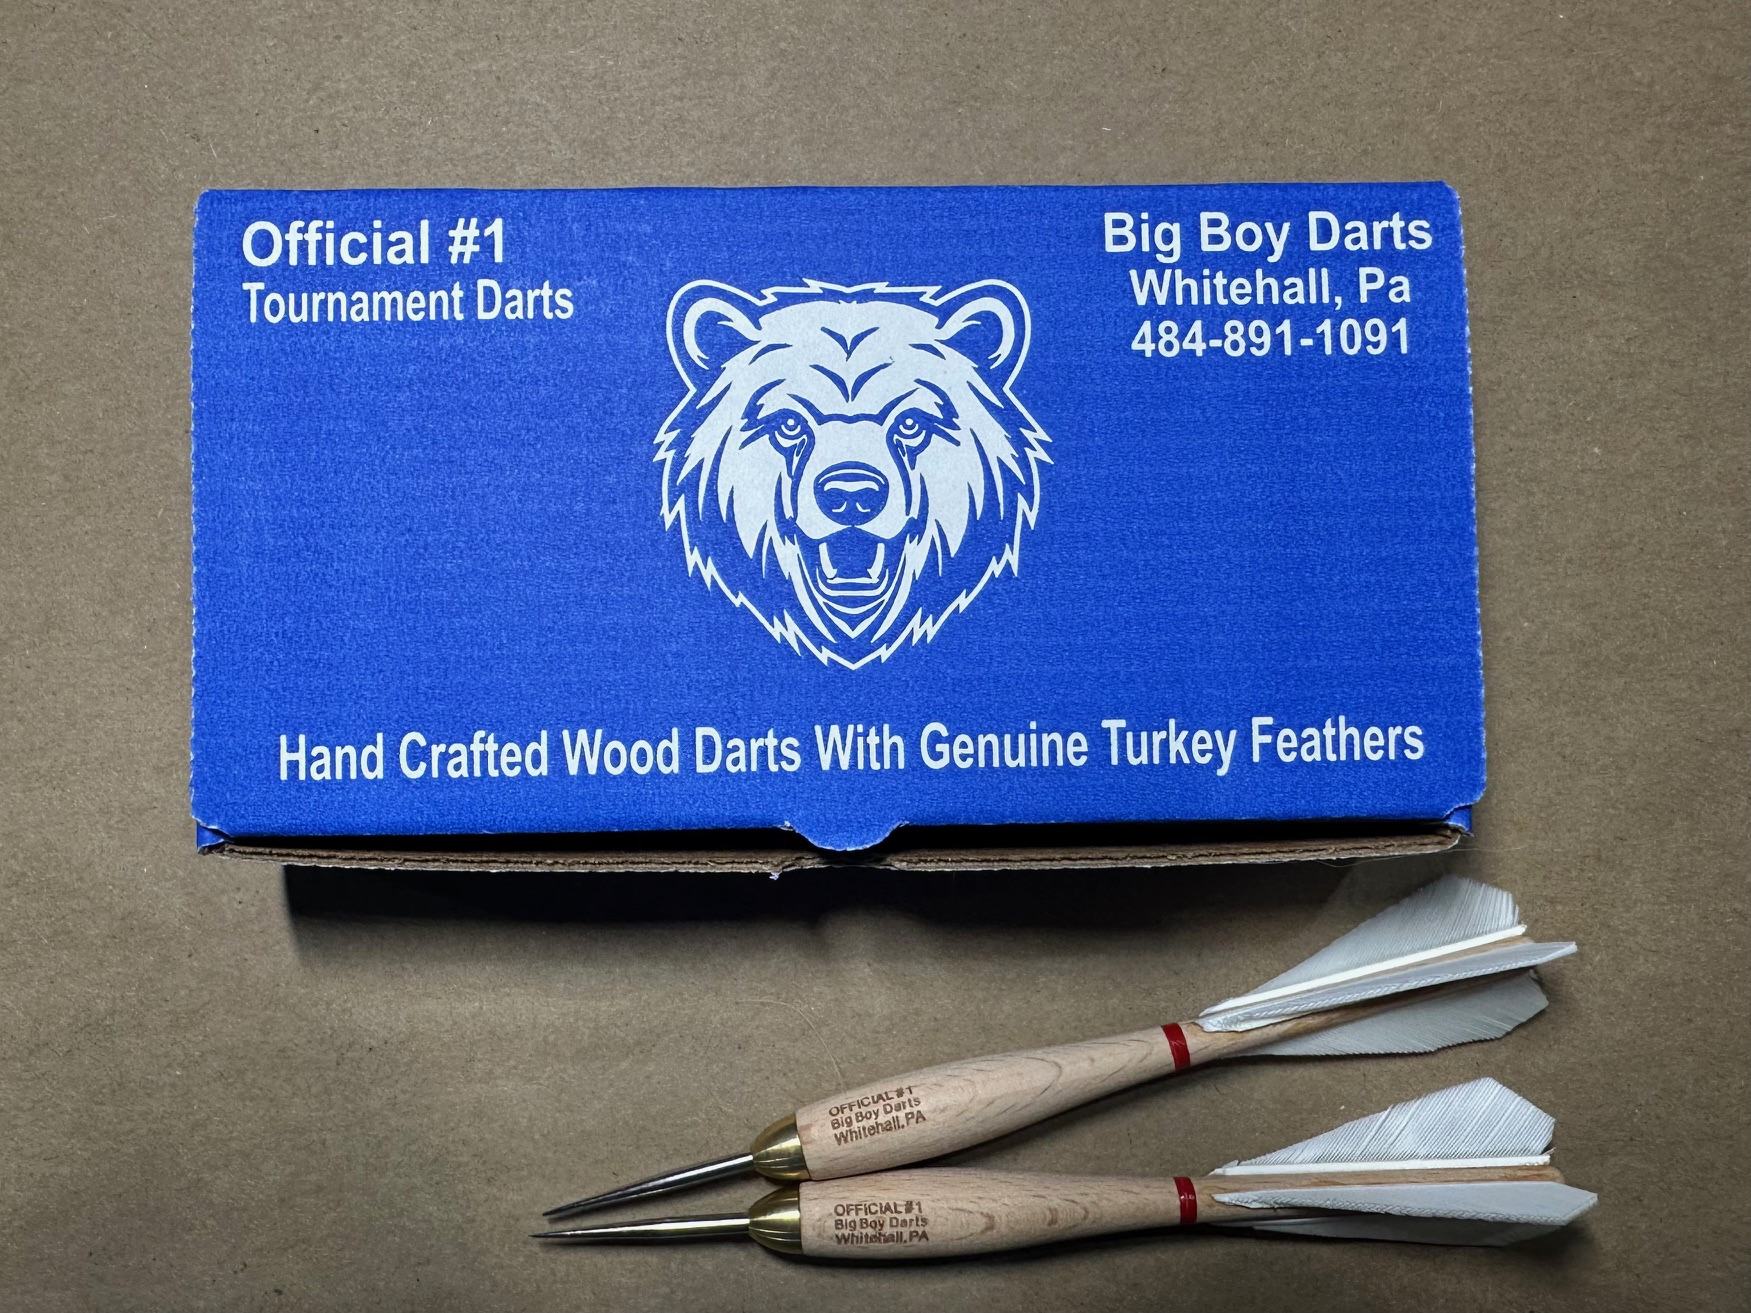 Official #1
Tournament Darts
Big Boy Darts
Whitehall, Pa
484-891-1091
Hand Crafted Wood Darts With Genuine Turkey Feathers
OFFICIAL#1
Big Boy Darts
Whitehall,PA
OFFICIAL#1
Big Boy Darts
Whitehall,PA